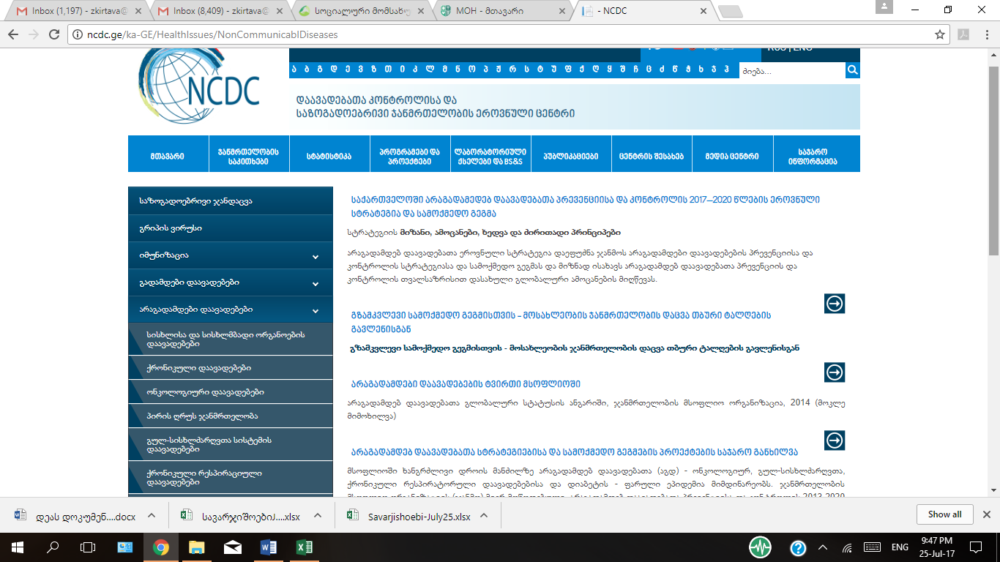 Inbox (1,197) - zkirtava@
Inbox (8,409) - zkirtava@
სოციალური მომსახუ
MOH - მთავარი
- NCDC
ncdc.ge/ka-GE/HealthIssues/NonCommunicablDiseases
NCDC
ა ბ გ დ ე ვ ზ თ ი კ ლ მ ნ ო პ ჟ რ ს ტ უ ფ ქ ღ ყ შ ჩ ც ძ წ ჭ ხ ჯ ჰ
ძიება...
დაავადებათა კონტროლისა და
საზოგადოებრივი ჯანმრთელობის ეროვნული ცენტრი
მთავარი
ჯანმრთელობის
საკითხები
სტატისტიკა
პროგრამები და
პროექტები
ლაბორატორიული
ქსელები და BS&S
პუბლიკაციები
ცენტრის შესახებ
მედია ცენტრი
საჯარო
ინფორმაცია
საზოგადოებრივი ჯანდაცვა
გრიპის ვირუსი
იმუნიზაცია
გადამდები დაავადებები
არაგადამდები დაავადებები
სისხლისა და სისხლმბადი ორგანოების
დაავადებები
ქრონიკული დაავადებები
ონკოლოგიური დაავადებები
პირის ღრუს ჯანმრთელობა
გულ-სისხლძარღვთა სისტემის
დაავადებები
ქრონიკული რესპირაციული
დაავადებები
საქართველოში არაგადამედებ დაავადებათა პრევენციისა და კონტროლის 2017–2020 წლების ეროვნული
სტრატეგია და სამოქმედო გეგმა
სტრატეგიის მიზანი, ამოცანები, ხედვა და ძირითადი პრინციპები
არაგადამდებ დაავადებათა ეროვნული სტრატეგია დაეფუძნა ჯანმოს არაგადამდები დაავადებების პრევენციისა და
კონტროლის სტრატეგიასა და სამოქმედო გეგმას და მიზნად ისახავს არაგადამდებ დაავადებათა პრევენციის და
კონტროლის თვალსაზრისით დასახული გლობალური ამოცანების მიღწევას.
გზამკვლევი სამოქმედო გეგმისთვის - მოსახლეობის ჯანმრთელობის დაცვა თბური ტალღების
გავლენისგან
გზამკვლევი სამოქმედო გეგმისთვის - მოსახლეობის ჯანმრთელობის დაცვა თბური ტალღების გავლენისგან
არაგადამდები დაავადებების ტვირთი მსოფლიოში
არაგადამდებ დაავადებათა გლობალური სტატუსის ანგარიში, ჯანმრთელობის მსოფლიო ორგანიზაცია, 2014 (მოკლე
მიმოხილვა)
არაგადამდებ დაავადებათა სტრატეგიებისა და სამოქმედო გეგმების პროექტების საჯარო განხილვა
მსოფლიოში ხანგრძლივი დროის მანძილზე არაგადამდებ დაავადებათა (აგდ) - ონკოლოგიურ, გულ-სისხლძარღვთა,
ქრონიკული რესპირატორული დაავადებებისა და დიაბეტის - ფარული ეპიდემია მიმდინარეობს. ჯანმრთელობის
დეას დოკუმენ....docx
სავარჯიშოებიჰ....xlsx
Savarjishoebi-July25.xlsx
Show all
ENG
9:47 PM
25-Jul-17